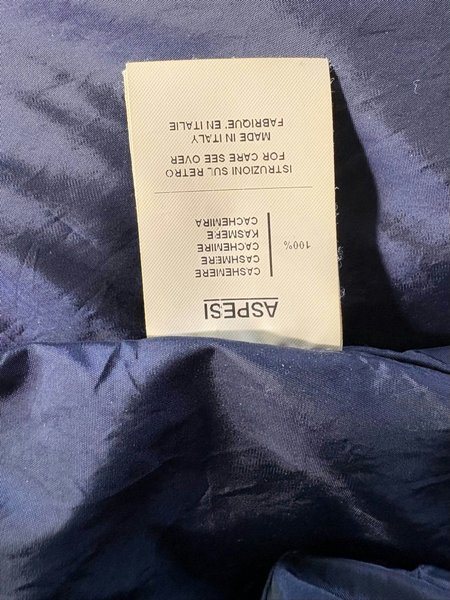 ASPESI
100%
CASHEMERE
CASHMERE
CACHEMIRE
KASMEFE
CACHEMIRA
ISTRUZIONI SUL RETRO
FOR CARE SEE OVER
MADE IN ITALY
FABRIQUE' EN ITALIE